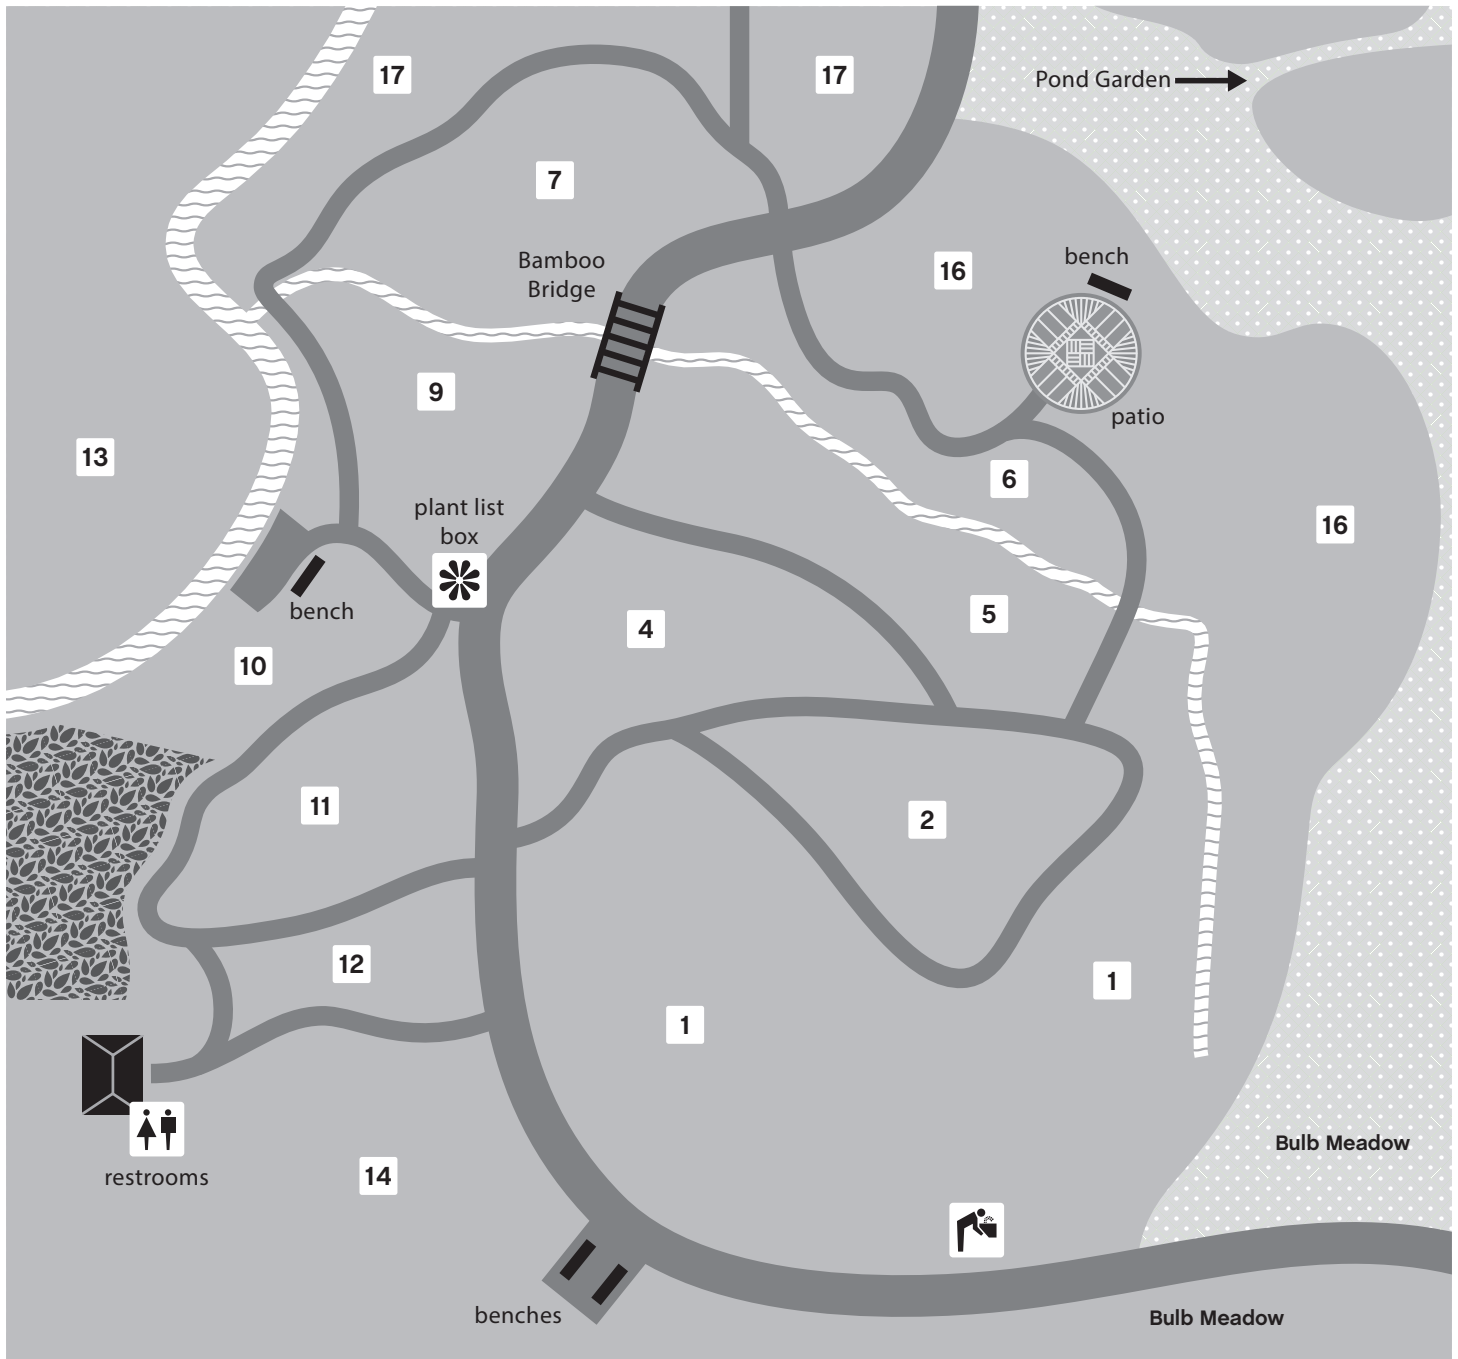 17
17
Pond Garden
7
Bamboo
Bridge
16
bench
9
patio
13
6
plant list
box
16
bench
5
4
10
11
2
12
1
1
Bulb Meadow
restrooms
14
benches
Bulb Meadow